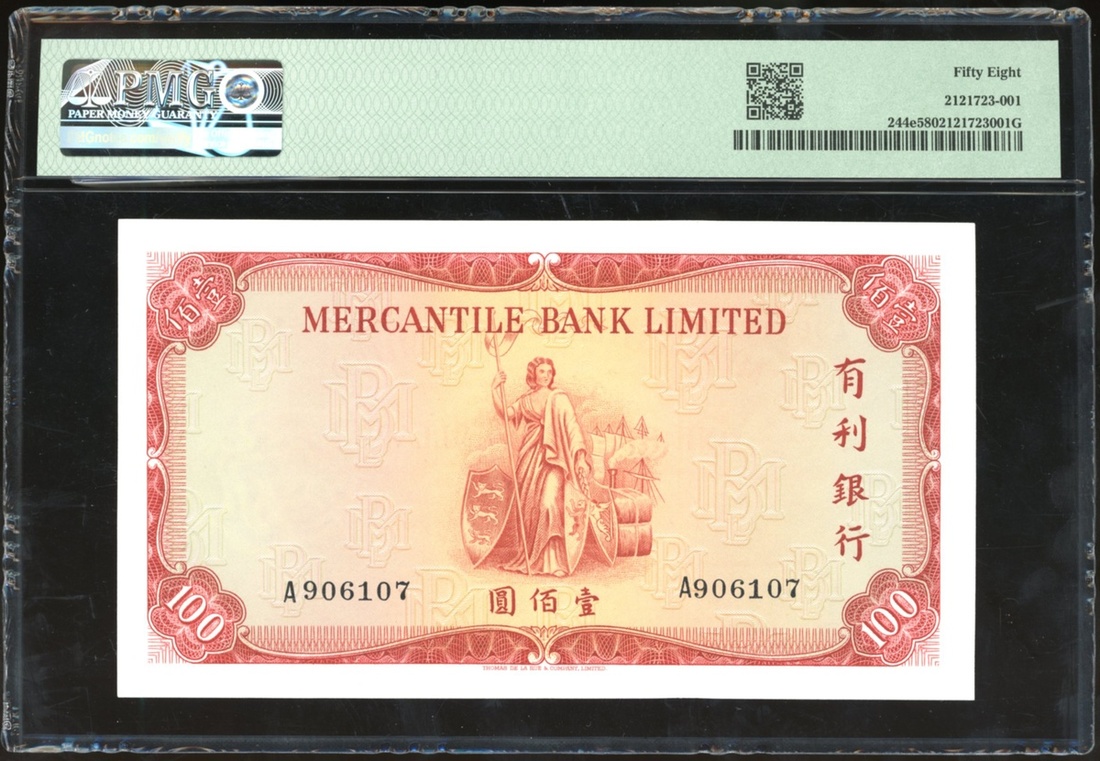 PMG
PAPER MONEY GUARANTY
Fifty Eight
2121723-001
244e5802121723001G
壹佰
佰壹
MERCANTILE BANK LIMITED
有利銀行
A906107
A906107
圓佰壹
100
100
THOMAS DE LA RUE & COMPANY, LIMITED